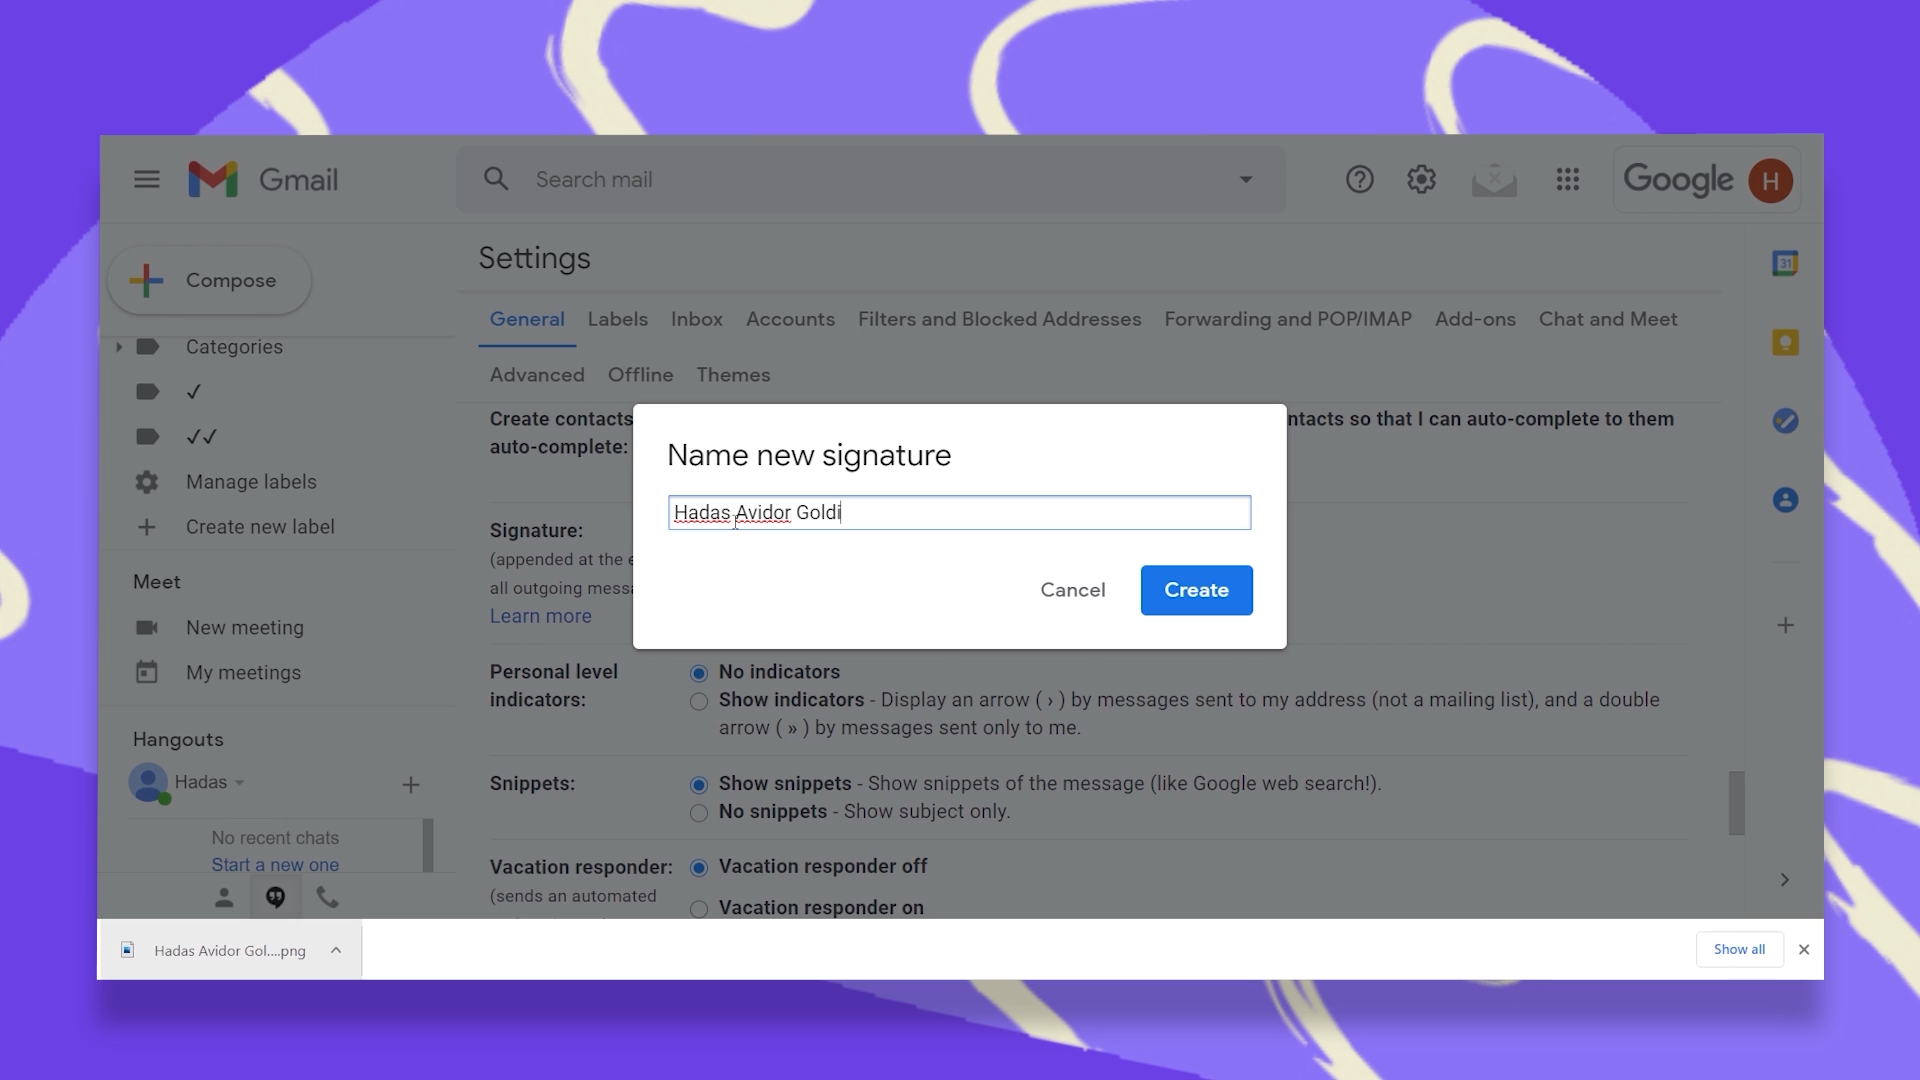 Gmail
Search mail
Google
H
Compose
Settings
31
General Labels Inbox Accounts Filters and Blocked Addresses Forwarding and POP/IMAP Add-ons Chat and Meet
Advanced Offline Themes
Categories
✓
✓✓
Manage labels
Create new label
Meet
New meeting
My meetings
Hangouts
Hadas
No recent chats
Start a new one
Create contacts
auto-complete:
ntacts so that I can auto-complete to them
Name new signature
Hadas Avidor Goldi
Cancel Create
Signature:
(appended at the e
all outgoing messa
Learn more
Personal level
indicators:
No indicators
Show indicators - Display an arrow ( › ) by messages sent to my address (not a mailing list), and a double
arrow ( » ) by messages sent only to me.
Snippets:
Show snippets - Show snippets of the message (like Google web search!).
No snippets - Show subject only.
Vacation responder:
(sends an automated
Vacation responder off
Vacation responder on
Hadas Avidor Gol....png
Show all